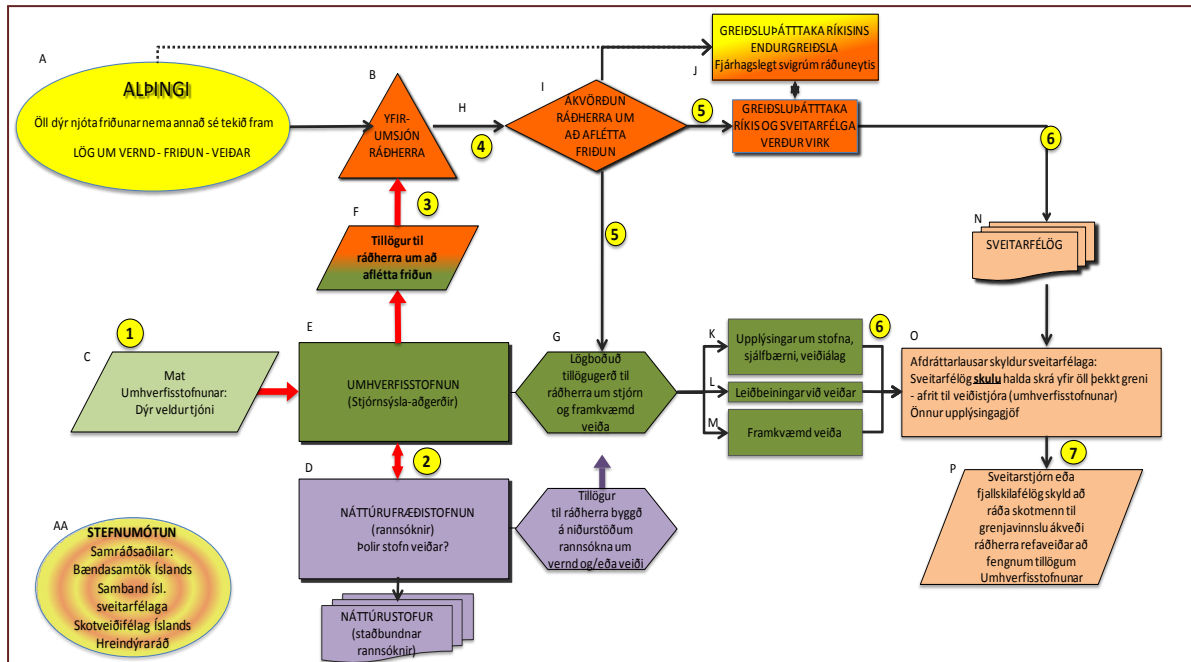 A
ALÞINGI
Öll dýr njóta friðunar nema annað sé tekið fram
LÖG UM VERND - FRIÐUN - VEIÐAR
B
YFIR-
UMSJÓN
RÁÐHERRA
H
4
I
ÁKVÖRÐUN
RÁÐHERRA UM
AÐ AFLÉTTA
FRIÐUN
J
GREIÐSLUÞÁTTTAKA RÍKISINS
ENDURGREIÐSLA
Fjárhagslegt svigrúm ráðuneytis
5
GREIÐSLUÞÁTTTAKA
RÍKIS OG SVEITARFÉLGA
VERÐUR VIRK
6
3
F
Tillögur til
ráðherra um að
aflétta friðun
5
N
SVEITARFÉLÖG
1
C
Mat
Umhverfisstofnunar:
Dýr veldur tjóni
E
UMHVERFISSTOFNUN
(Stjórnsýsla-aðgerðir)
G
Lögboðuð
tillögugerð til
ráðherra um stjórn
og framkvæmd
veiða
K
Upplýsingar um stofna,
sjálfbærni, veiðiálag
6
L
Leiðbeiningar við veiðar
M
Framkvæmd veiða
O
Afdráttarlausar skyldur sveitarfélaga:
Sveitarfélög skulu halda skrá yfir öll þekkt greni
- afrit til veiðistjóra (umhverfisstofnunar)
Önnur upplýsingagjöf
2
D
NÁTTÚRUFRÆÐISTOFNUN
(rannsóknir)
Þolir stofn veiðar?
Tillögur
til ráðherra byggð
á niðurstöðum
rannsókna um
vernd og/eða veiði
7
P
Sveitarstjórn eða
fjallskilafélög skyld að
ráða skotmenn til
grenjavinnslu ákveði
ráðherra refaveiðar að
fengnum tillögum
Umhverfisstofnunar
AA
STEFNUMÓTUN
Samráðsaðilar:
Bændasamtök Íslands
Samband ísl.
sveitarfélaga
Skotveiðifélag Íslands
Hreindýraráð
NÁTTÚRUSTOFUR
(staðbundnar
rannsóknir)